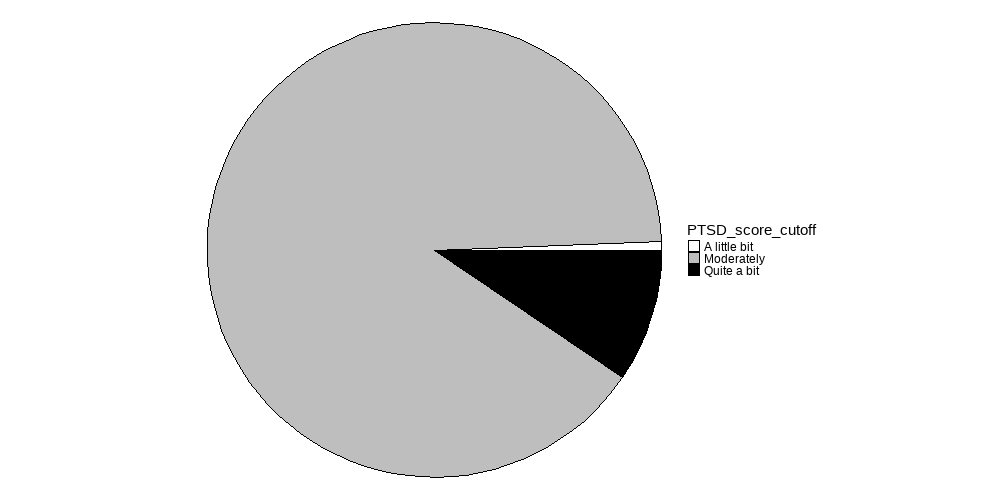 PTSD_score_cutoff
A little bit
Moderately
Quite a bit